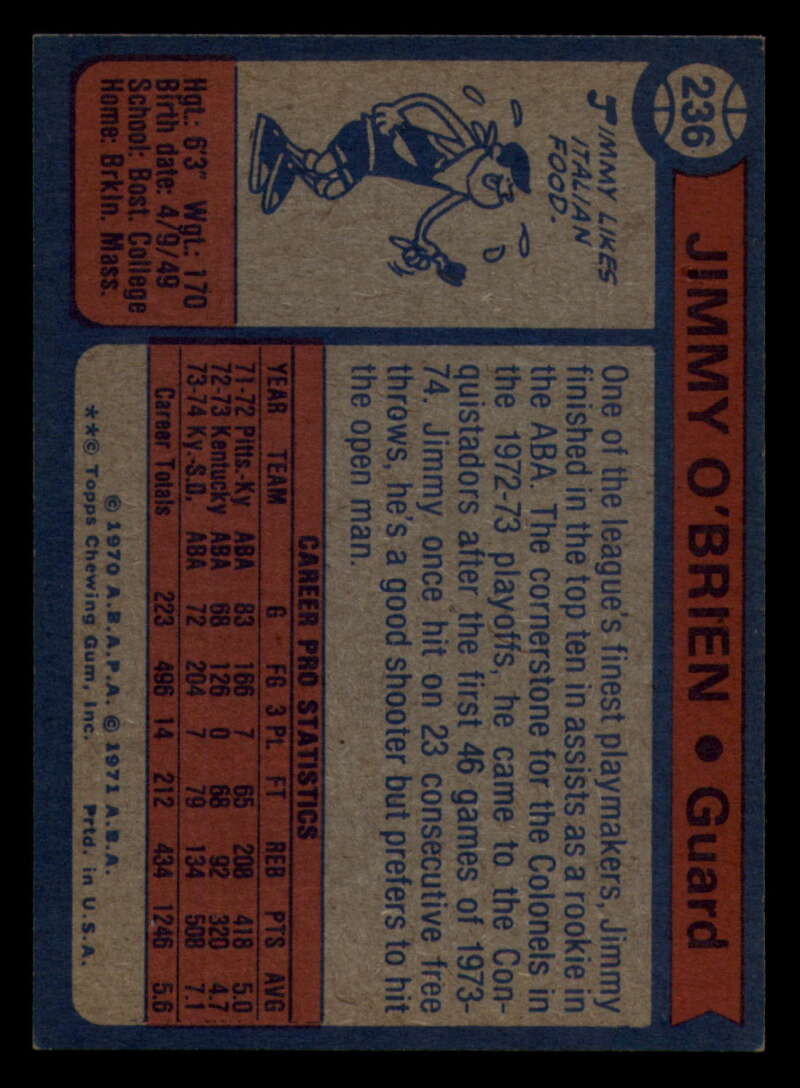 236
JIMMY O'BRIEN • Guard
JIMMY LIKES
ITALIAN
FOOD.
Hgt.: 6'3" Wgt.: 170
Birth date: 4/9/49
School: Bost. College
Home: Brkln. Mass.
One of the league's finest playmakers, Jimmy
finished in the top ten in assists as a rookie in
the ABA. The cornerstone for the Colonels in
the 1972-73 playoffs, he came to the Con-
quistadors after the first 46 games of 1973-
74. Jimmy once hit on 23 consecutive free
throws, he's a good shooter but prefers to hit
the open man.
CAREER PRO STATISTICS
YEAR TEAM G FG 3 PL FT REB PTS AVG
71-72 Pitts.-Ky ABA 83 166 7 65 208 418 5.0
72-73 Kentucky ABA 68 126 0 68 92 320 4.7
73-74 Ky.-S.D. ABA 72 204 7 79 134 508 7.1
Career Totals 223 496 14 212 434 1246 5.6
© 1970 A.B.A.P.A. © 1971 A.B.A.
**© Topps Chewing Gum, Inc. Prtd. in U.S.A.